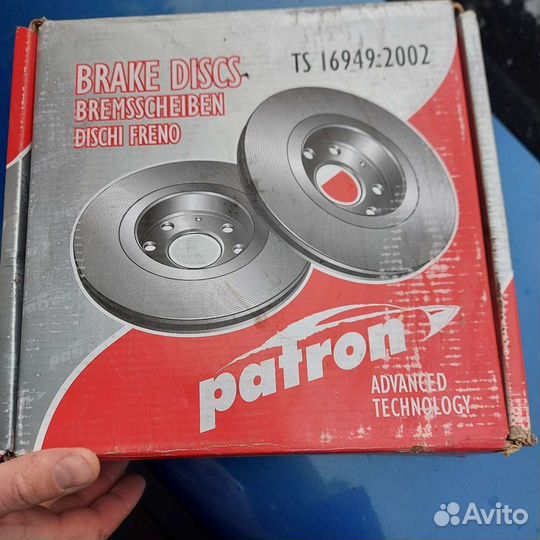 BRAKE DISCS
TS 16949:2002
BREMSSCHEIBEN
DISCHI FRENO
patron
ADVANCED
TECHNOLOGY
Avito